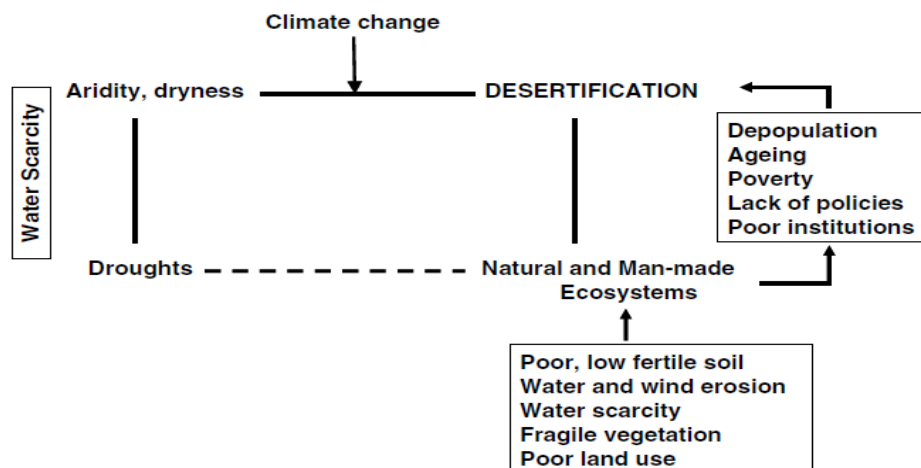 Climate change
Aridity, dryness
DESERTIFICATION
Water Scarcity
Depopulation
Ageing
Poverty
Lack of policies
Poor institutions
Droughts
Natural and Man-made
Ecosystems
Poor, low fertile soil
Water and wind erosion
Water scarcity
Fragile vegetation
Poor land use